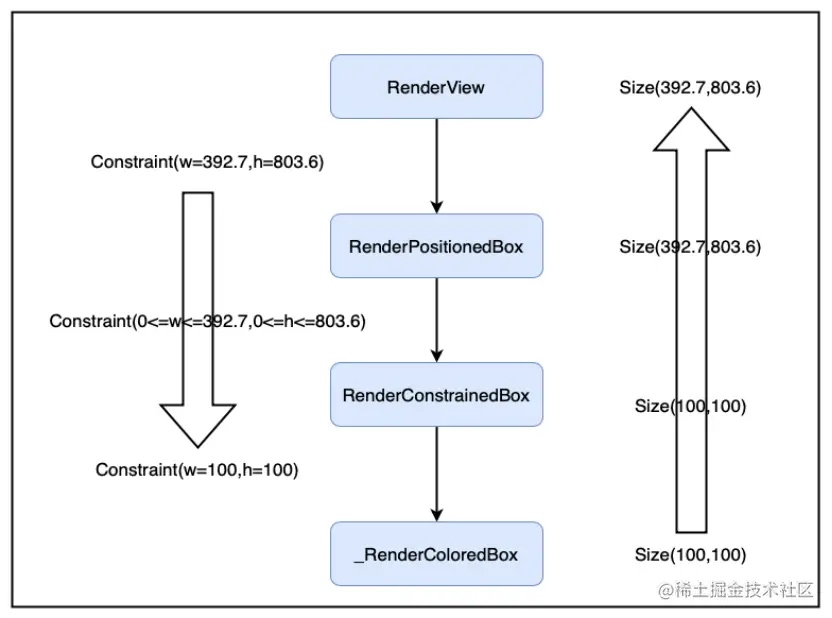 RenderView
Size(392.7,803.6)
Constraint(w=392.7,h=803.6)
RenderPositionedBox
Size(392.7,803.6)
Constraint(0<=w<=392.7,0<=h<=803.6)
RenderConstrainedBox
Size(100,100)
Constraint(w=100,h=100)
_RenderColoredBox
Size(100,100)
@稀土掘金技术社区